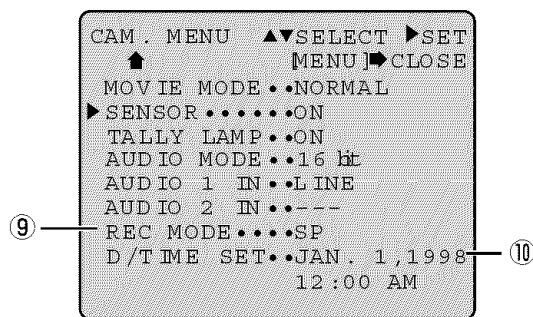 CAM. MENU ▲▼SELECT ▶SET
⬆ [MENU]➡CLOSE
MOVIE MODE••NORMAL
▶SENSOR••••••ON
TALLY LAMP••ON
AUDIO MODE••16 bit
AUDIO 1 IN••LINE
AUDIO 2 IN••---
⑨ REC MODE••••SP
D/TIME SET••JAN. 1,1998 ⑩
12:00 AM